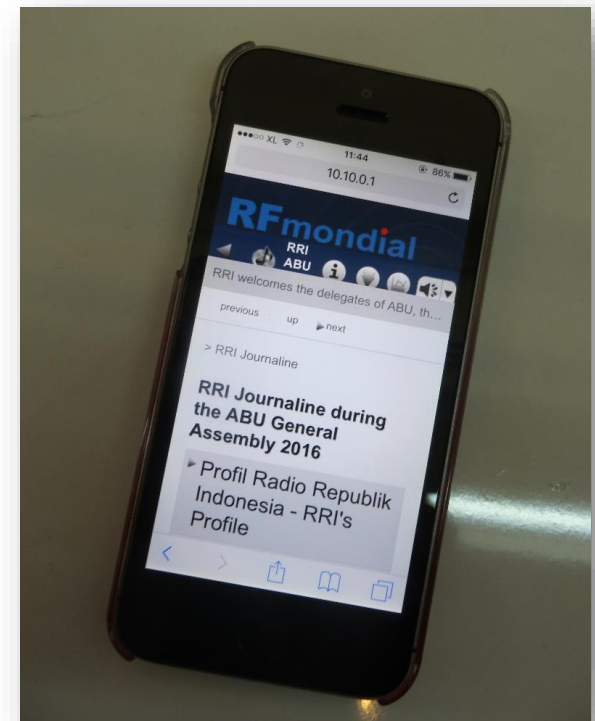 XL 11:44 86%
10.10.0.1
RFmondial
RRI
ABU
RRI welcomes the delegates of ABU, th...
previous up next
> RRI Journaline
RRI Journaline during
the ABU General
Assembly 2016
Profil Radio Republik
Indonesia - RRI's
Profile